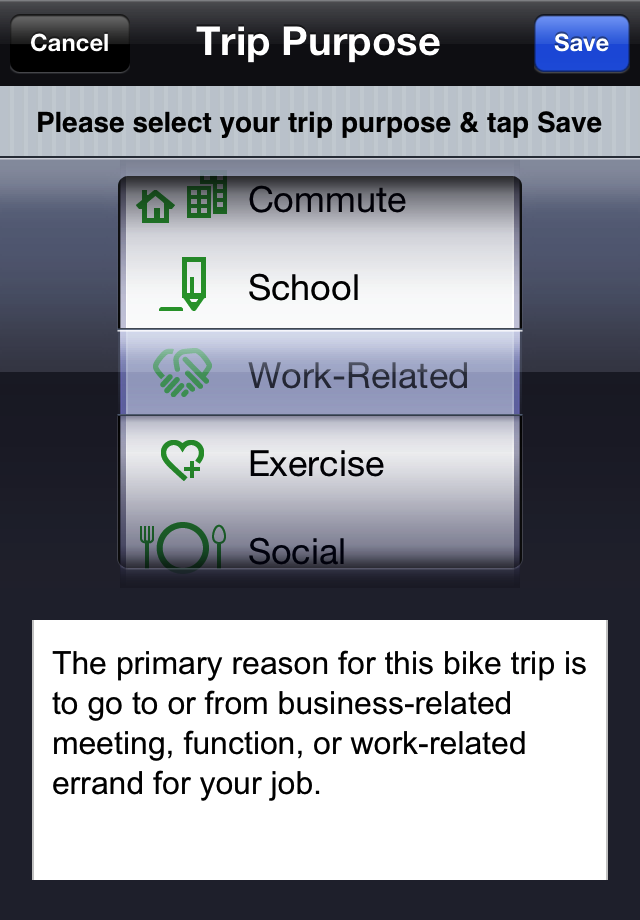 Cancel
Trip Purpose
Save
Please select your trip purpose & tap Save
Commute
School
Work-Related
Exercise
Social
The primary reason for this bike trip is
to go to or from business-related
meeting, function, or work-related
errand for your job.